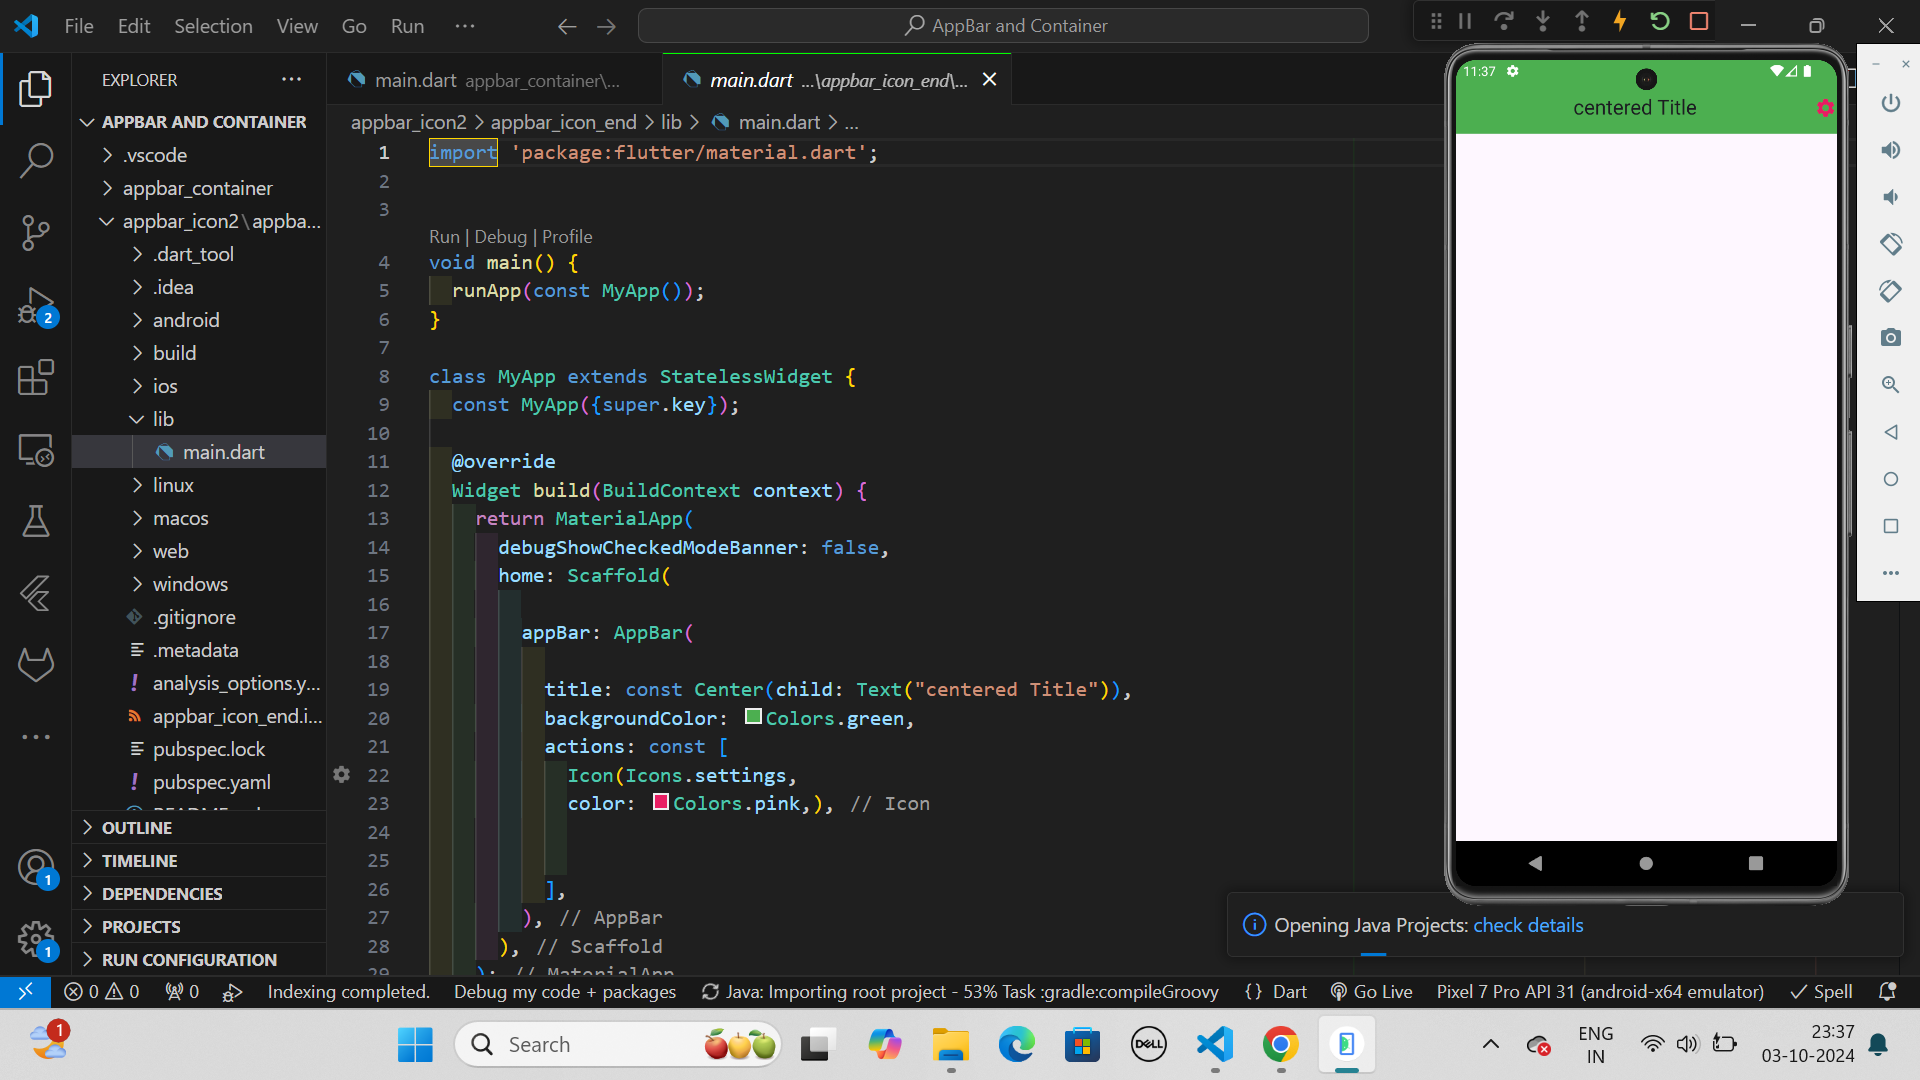 File Edit Selection View Go Run ···
AppBar and Container
EXPLORER
main.dart appbar_container\...
main.dart ...\appbar_icon_end\...
APPBAR AND CONTAINER
.vscode
appbar_container
appbar_icon2\appba...
.dart_tool
.idea
android
build
ios
lib
main.dart
linux
macos
web
windows
.gitignore
.metadata
analysis_options.y...
appbar_icon_end.i...
pubspec.lock
pubspec.yaml
OUTLINE
TIMELINE
DEPENDENCIES
PROJECTS
RUN CONFIGURATION
2
1
1
appbar_icon2 > appbar_icon_end > lib > main.dart > ...
1 import 'package:flutter/material.dart';
2
3
Run | Debug | Profile
4 void main() {
5 runApp(const MyApp());
6 }
7
8 class MyApp extends StatelessWidget {
9 const MyApp({super.key});
10
11 @override
12 Widget build(BuildContext context) {
13 return MaterialApp(
14 debugShowCheckedModeBanner: false,
15 home: Scaffold(
16
17 appBar: AppBar(
18
19 title: const Center(child: Text("centered Title")),
20 backgroundColor: Colors.green,
21 actions: const [
22 Icon(Icons.settings,
23 color: Colors.pink,), // Icon
24
25
26 ],
27 ), // AppBar
28 ), // Scaffold
29 ); // MaterialApp
11:37
centered Title
Opening Java Projects: check details
0 0 0 Indexing completed. Debug my code + packages Java: Importing root project - 53% Task :gradle:compileGroovy {} Dart Go Live Pixel 7 Pro API 31 (android-x64 emulator) Spell
1
Search
DELL
ENG
IN
23:37
03-10-2024